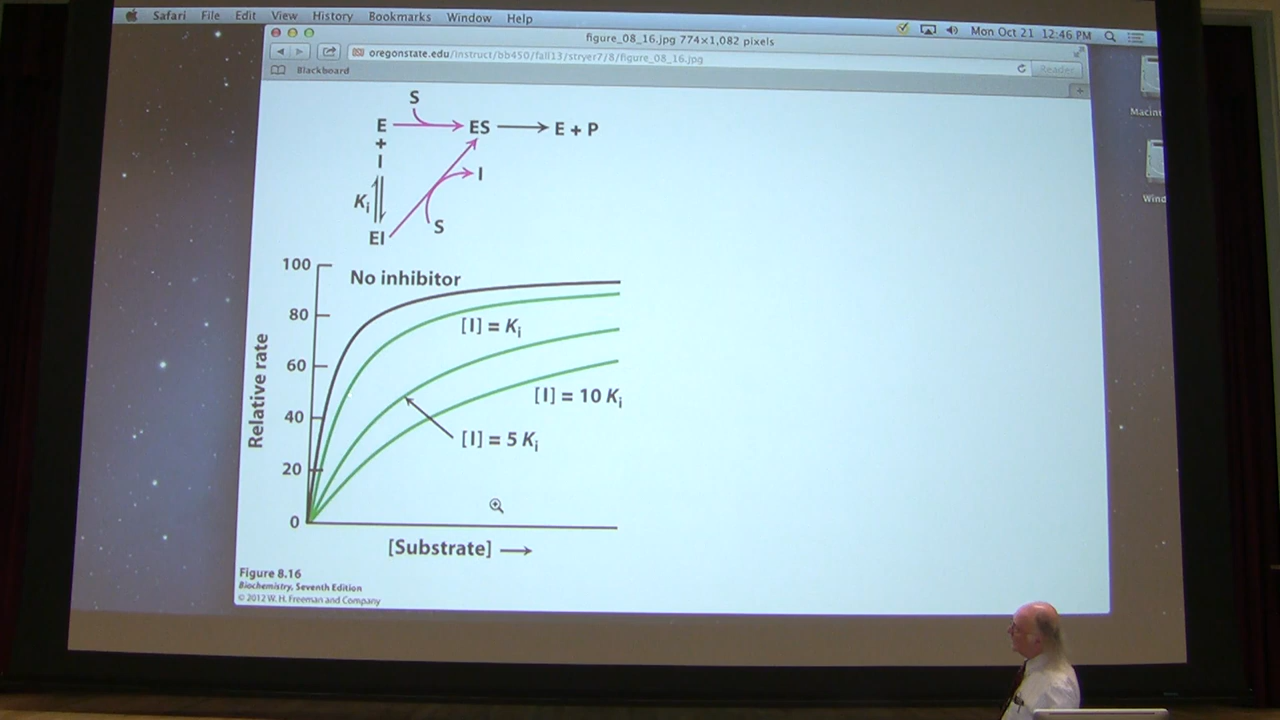 Safari File Edit View History Bookmarks Window Help
Mon Oct 21 12:46 PM
figure_08_16.jpg 774×1,082 pixels
oregonstate.edu/instruct/bb450/fall13/stryer7/8/figure_08_16.jpg
Reader
Blackboard
Macint
Wind
S
E
ES
E + P
+
I
I
Ki
S
EI
100
No inhibitor
80
[I] = Ki
60
[I] = 10 Ki
40
[I] = 5 Ki
20
0
Relative rate
[Substrate] →
Figure 8.16
Biochemistry, Seventh Edition
© 2012 W. H. Freeman and Company